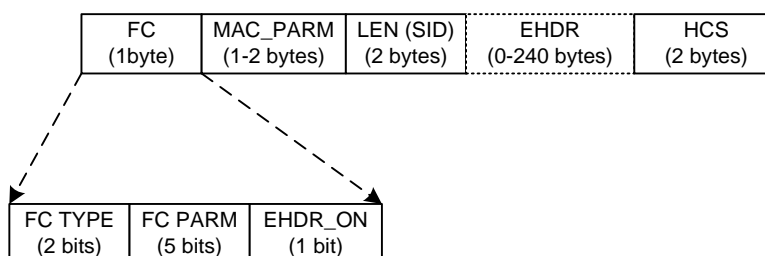 FC MAC_PARM LEN (SID) EHDR HCS
(1byte) (1-2 bytes) (2 bytes) (0-240 bytes) (2 bytes)
FC TYPE FC PARM EHDR_ON
(2 bits) (5 bits) (1 bit)